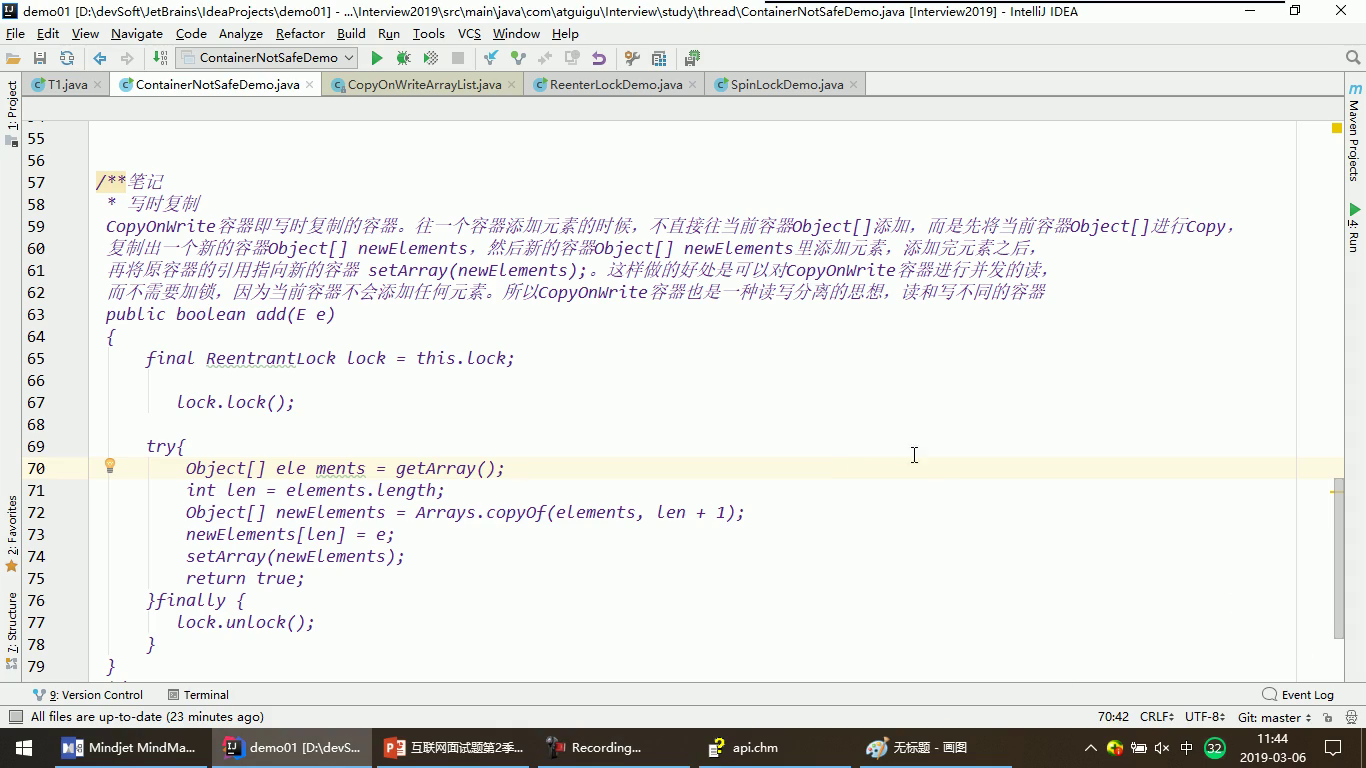 demo01 [D:\devSoft\JetBrains\IdeaProjects\demo01] - ...\Interview2019\src\main\java\com\atguigu\Interview\study\thread\ContainerNotSafeDemo.java [Interview2019] - IntelliJ IDEA
File Edit View Navigate Code Analyze Refactor Build Run Tools VCS Window Help
ContainerNotSafeDemo
T1.java ContainerNotSafeDemo.java CopyOnWriteArrayList.java ReenterLockDemo.java SpinLockDemo.java
1: Project
Maven Projects
4: Run
2: Favorites
7: Structure
55
56
57 /**笔记
58 * 写时复制
59 CopyOnWrite容器即写时复制的容器。往一个容器添加元素的时候，不直接往当前容器Object[]添加，而是先将当前容器Object[]进行Copy，
60 复制出一个新的容器Object[] newElements，然后新的容器Object[] newElements里添加元素，添加完元素之后，
61 再将原容器的引用指向新的容器 setArray(newElements);。这样做的好处是可以对CopyOnWrite容器进行并发的读，
62 而不需要加锁，因为当前容器不会添加任何元素。所以CopyOnWrite容器也是一种读写分离的思想，读和写不同的容器
63 public boolean add(E e)
64 {
65 final ReentrantLock lock = this.lock;
66
67 lock.lock();
68
69 try{
70 Object[] ele ments = getArray();
71 int len = elements.length;
72 Object[] newElements = Arrays.copyOf(elements, len + 1);
73 newElements[len] = e;
74 setArray(newElements);
75 return true;
76 }finally {
77 lock.unlock();
78 }
79 }
9: Version Control Terminal Event Log
All files are up-to-date (23 minutes ago) 70:42 CRLF UTF-8 Git: master
Mindjet MindMa... demo01 [D:\devS... 互联网面试题第2季... Recording... api.chm 无标题 - 画图 中 32 11:44
2019-03-06